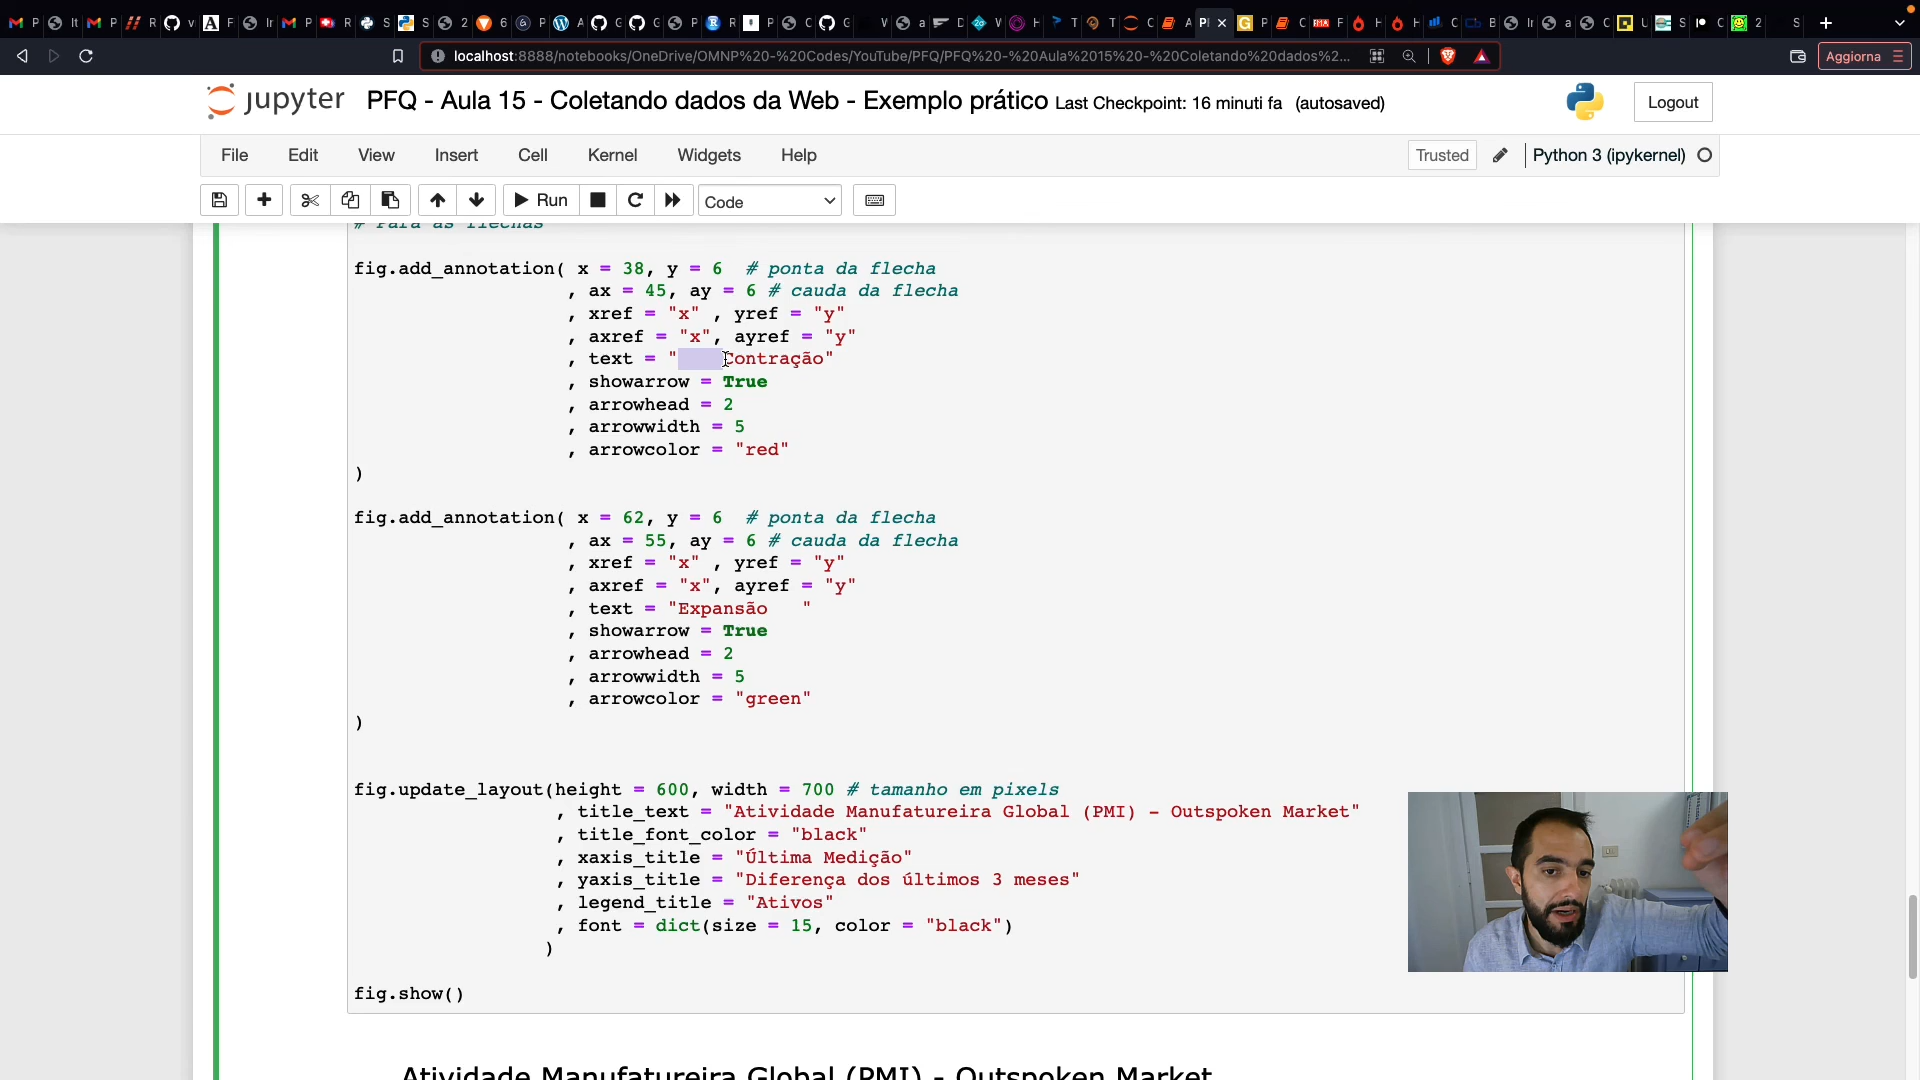 localhost:8888/notebooks/OneDrive/OMNP%20-%20Codes/YouTube/PFQ/PFQ%20-%20Aula%2015%20-%20Coletando%20dados%2...
Aggiorna
jupyter PFQ - Aula 15 - Coletando dados da Web - Exemplo prático Last Checkpoint: 16 minuti fa (autosaved)
Logout
File Edit View Insert Cell Kernel Widgets Help
Trusted Python 3 (ipykernel)
Run Code
# Para as flechas
fig.add_annotation( x = 38, y = 6 # ponta da flecha
, ax = 45, ay = 6 # cauda da flecha
, xref = "x" , yref = "y"
, axref = "x", ayref = "y"
, text = "    Contração"
, showarrow = True
, arrowhead = 2
, arrowwidth = 5
, arrowcolor = "red"
)
fig.add_annotation( x = 62, y = 6 # ponta da flecha
, ax = 55, ay = 6 # cauda da flecha
, xref = "x" , yref = "y"
, axref = "x", ayref = "y"
, text = "Expansão   "
, showarrow = True
, arrowhead = 2
, arrowwidth = 5
, arrowcolor = "green"
)
fig.update_layout(height = 600, width = 700 # tamanho em pixels
, title_text = "Atividade Manufatureira Global (PMI) - Outspoken Market"
, title_font_color = "black"
, xaxis_title = "Última Medição"
, yaxis_title = "Diferença dos últimos 3 meses"
, legend_title = "Ativos"
, font = dict(size = 15, color = "black")
)
fig.show()
Atividade Manufatureira Global (PMI) - Outspoken Market